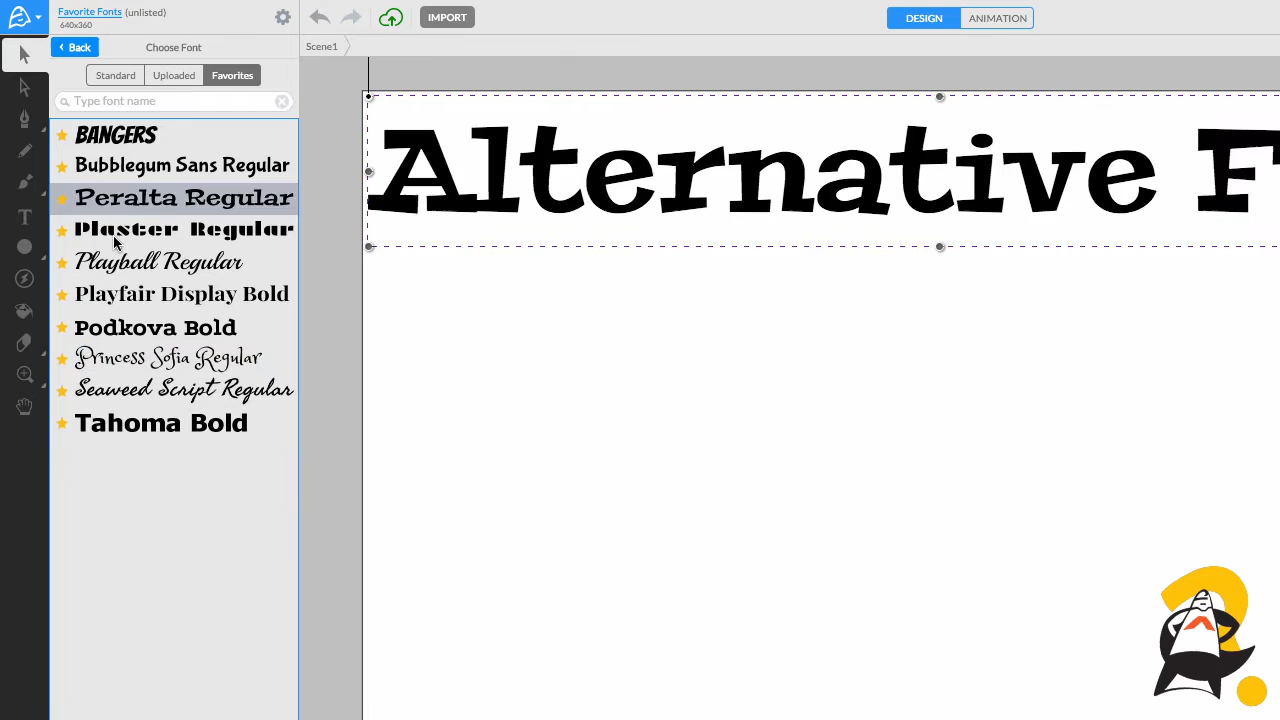 Favorite Fonts (unlisted)
640x360
IMPORT
DESIGN
ANIMATION
Back
Choose Font
Scene1
Standard
Uploaded
Favorites
Type font name
BANGERS
Bubblegum Sans Regular
Peralta Regular
Plaster Regular
Playball Regular
Playfair Display Bold
Podkova Bold
Princess Sofia Regular
Seaweed Script Regular
Tahoma Bold
Alternative F